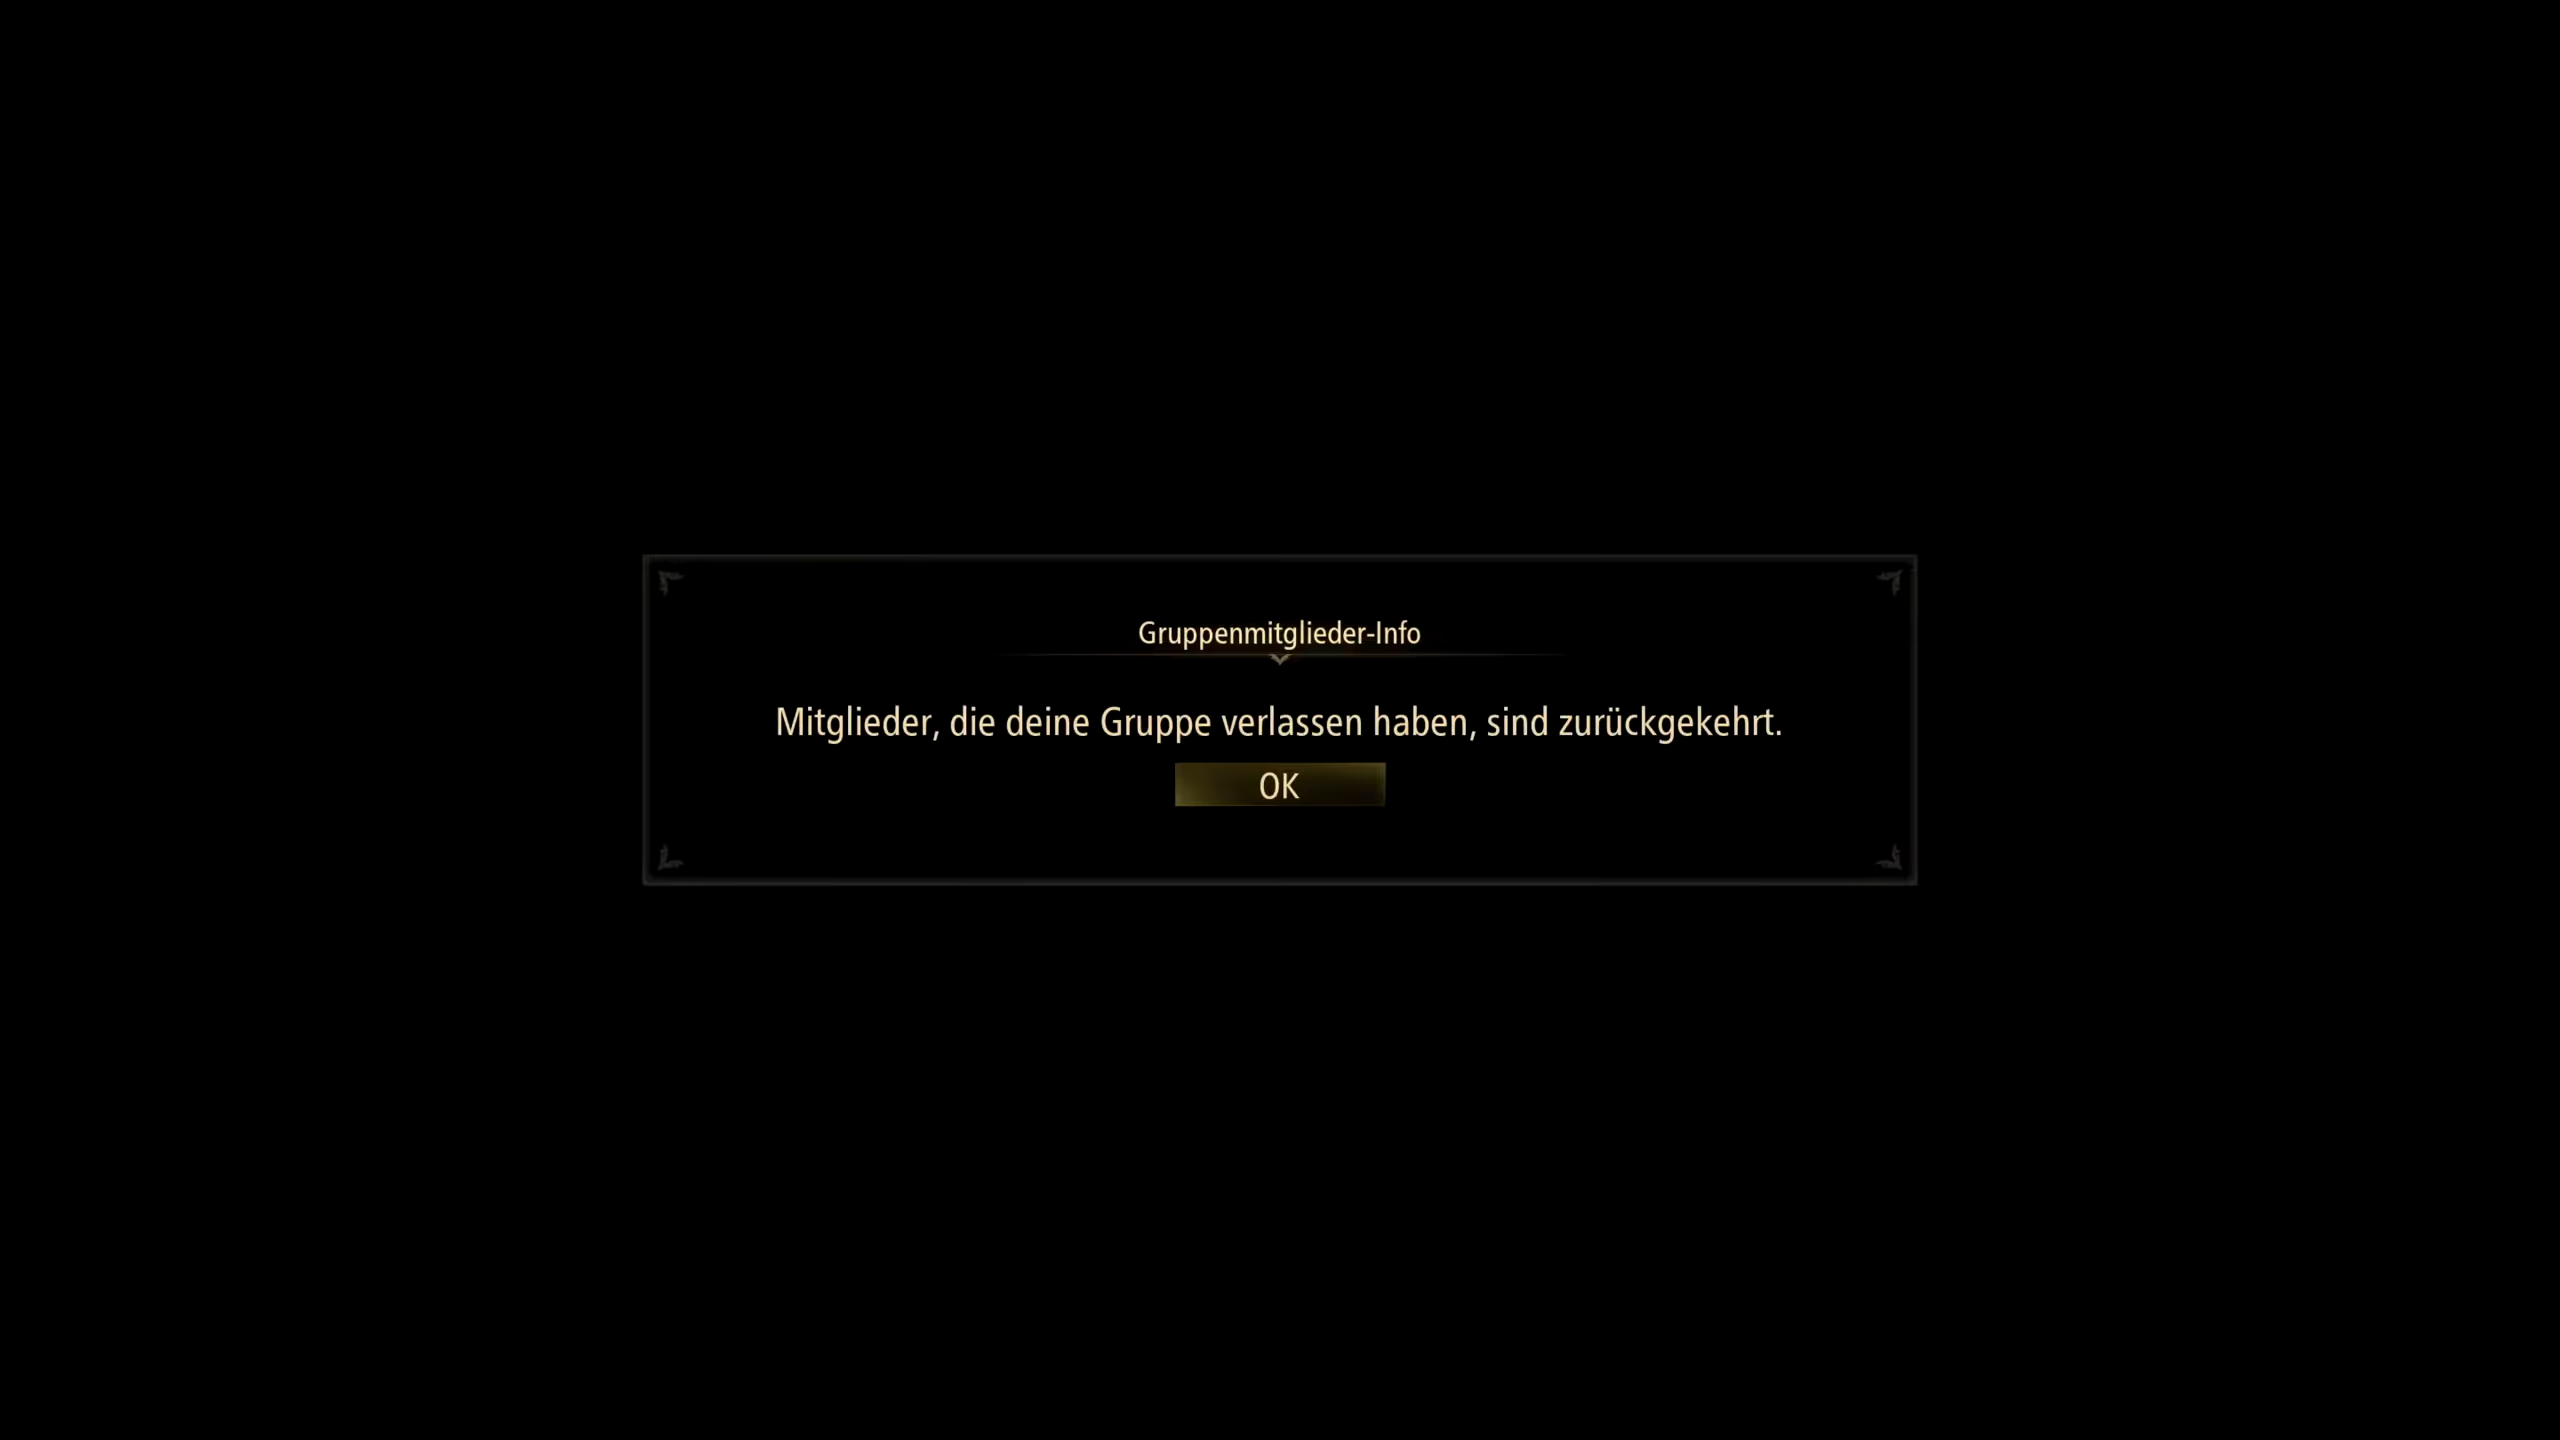 Gruppenmitglieder-Info
Mitglieder, die deine Gruppe verlassen haben, sind zurückgekehrt.
OK